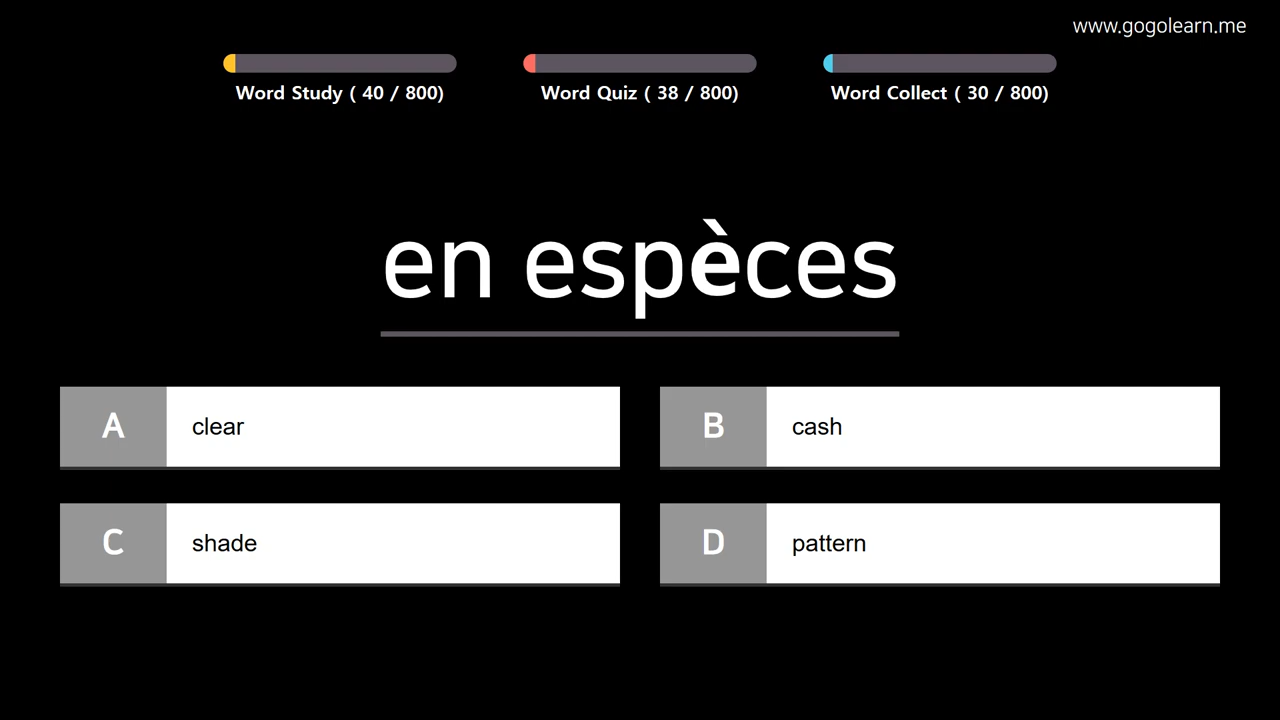 www.gogolearn.me
Word Study ( 40 / 800)
Word Quiz ( 38 / 800)
Word Collect ( 30 / 800)
en espèces
A clear
B cash
C shade
D pattern